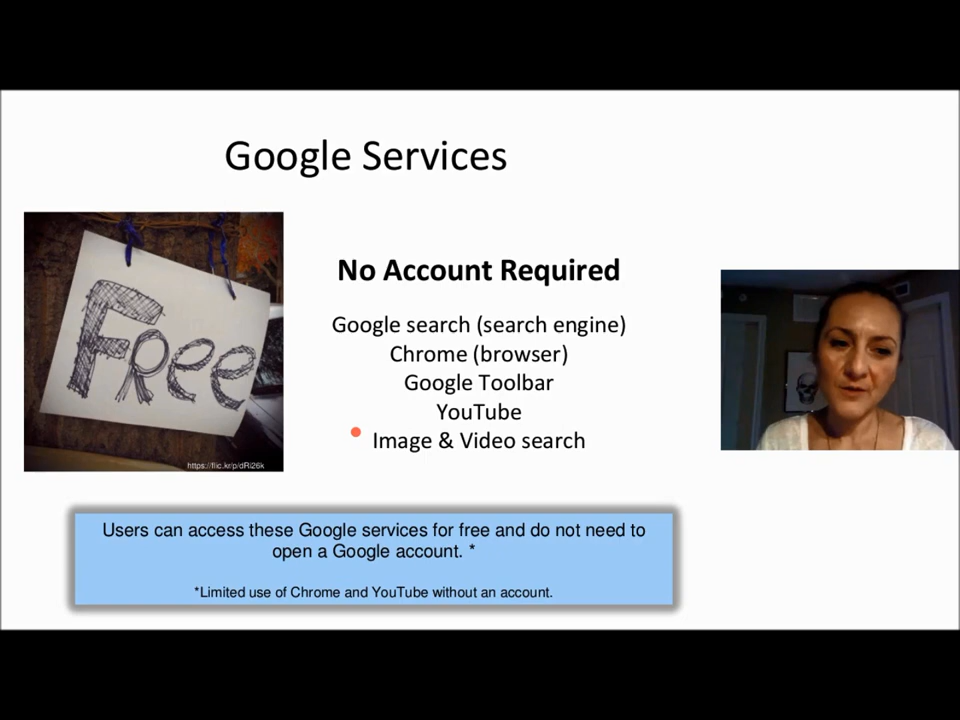 Google Services
Free
https://flic.kr/p/dRi26k
No Account Required
Google search (search engine)
Chrome (browser)
Google Toolbar
YouTube
Image & Video search
Users can access these Google services for free and do not need to
open a Google account. *
*Limited use of Chrome and YouTube without an account.